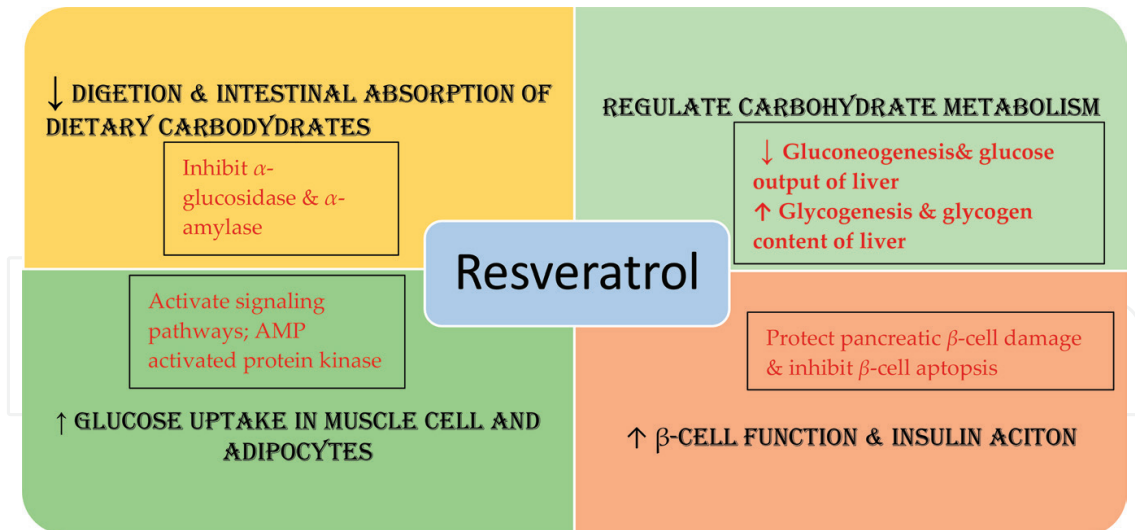 ↓ DIGETION & INTESTINAL ABSORPTION OF
DIETARY CARBODYDRATES
Inhibit α-
glucosidase & α-
amylase
REGULATE CARBOHYDRATE METABOLISM
↓ Gluconeogenesis& glucose
output of liver
↑ Glycogenesis & glycogen
content of liver
Resveratrol
Activate signaling
pathways; AMP
activated protein kinase
↑ GLUCOSE UPTAKE IN MUSCLE CELL AND
ADIPOCYTES
Protect pancreatic β-cell damage
& inhibit β-cell aptopsis
↑ β-CELL FUNCTION & INSULIN ACITON